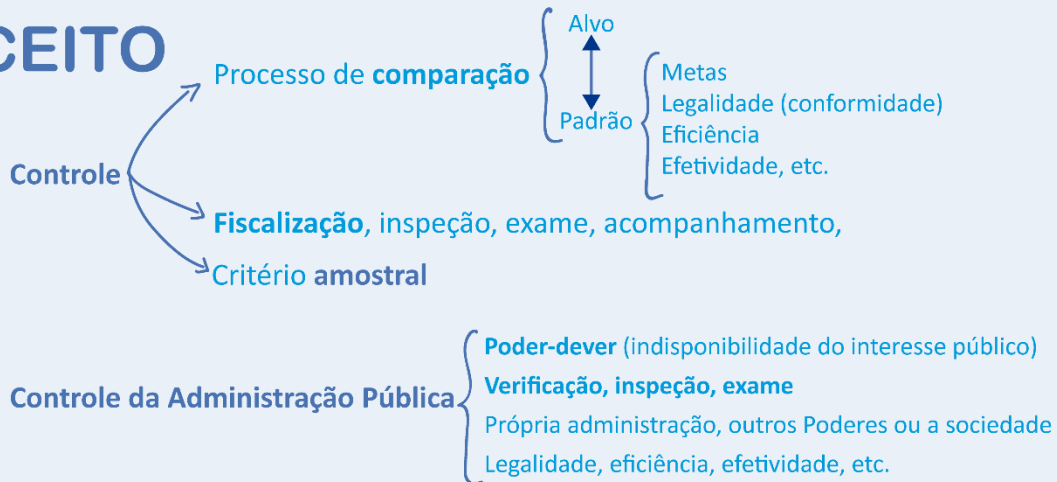 CEITO
Processo de comparação
Alvo
Padrão
Metas
Legalidade (conformidade)
Eficiência
Efetividade, etc.
Controle
Fiscalização, inspeção, exame, acompanhamento,
Critério amostral
Controle da Administração Pública
Poder-dever (indisponibilidade do interesse público)
Verificação, inspeção, exame
Própria administração, outros Poderes ou a sociedade
Legalidade, eficiência, efetividade, etc.